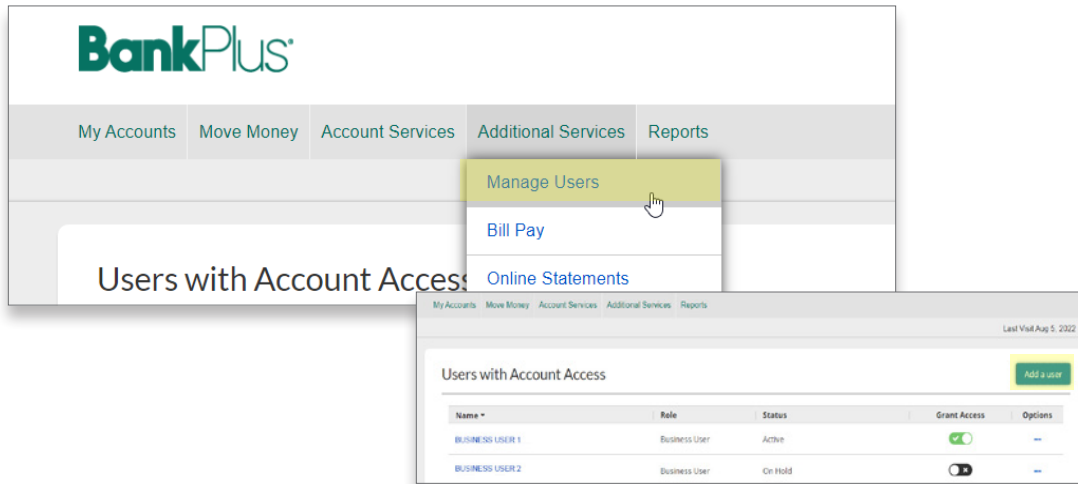 BankPlus
My Accounts Move Money Account Services Additional Services Reports
Manage Users
Bill Pay
Users with Account Access Online Statements
My Accounts Move Money Account Services Additional Services Reports
Last Visit Aug 5, 2022
Users with Account Access Add a user
Name Role Status Grant Access Options
BUSINESS USER 1 Business User Active
BUSINESS USER 2 Business User On Hold